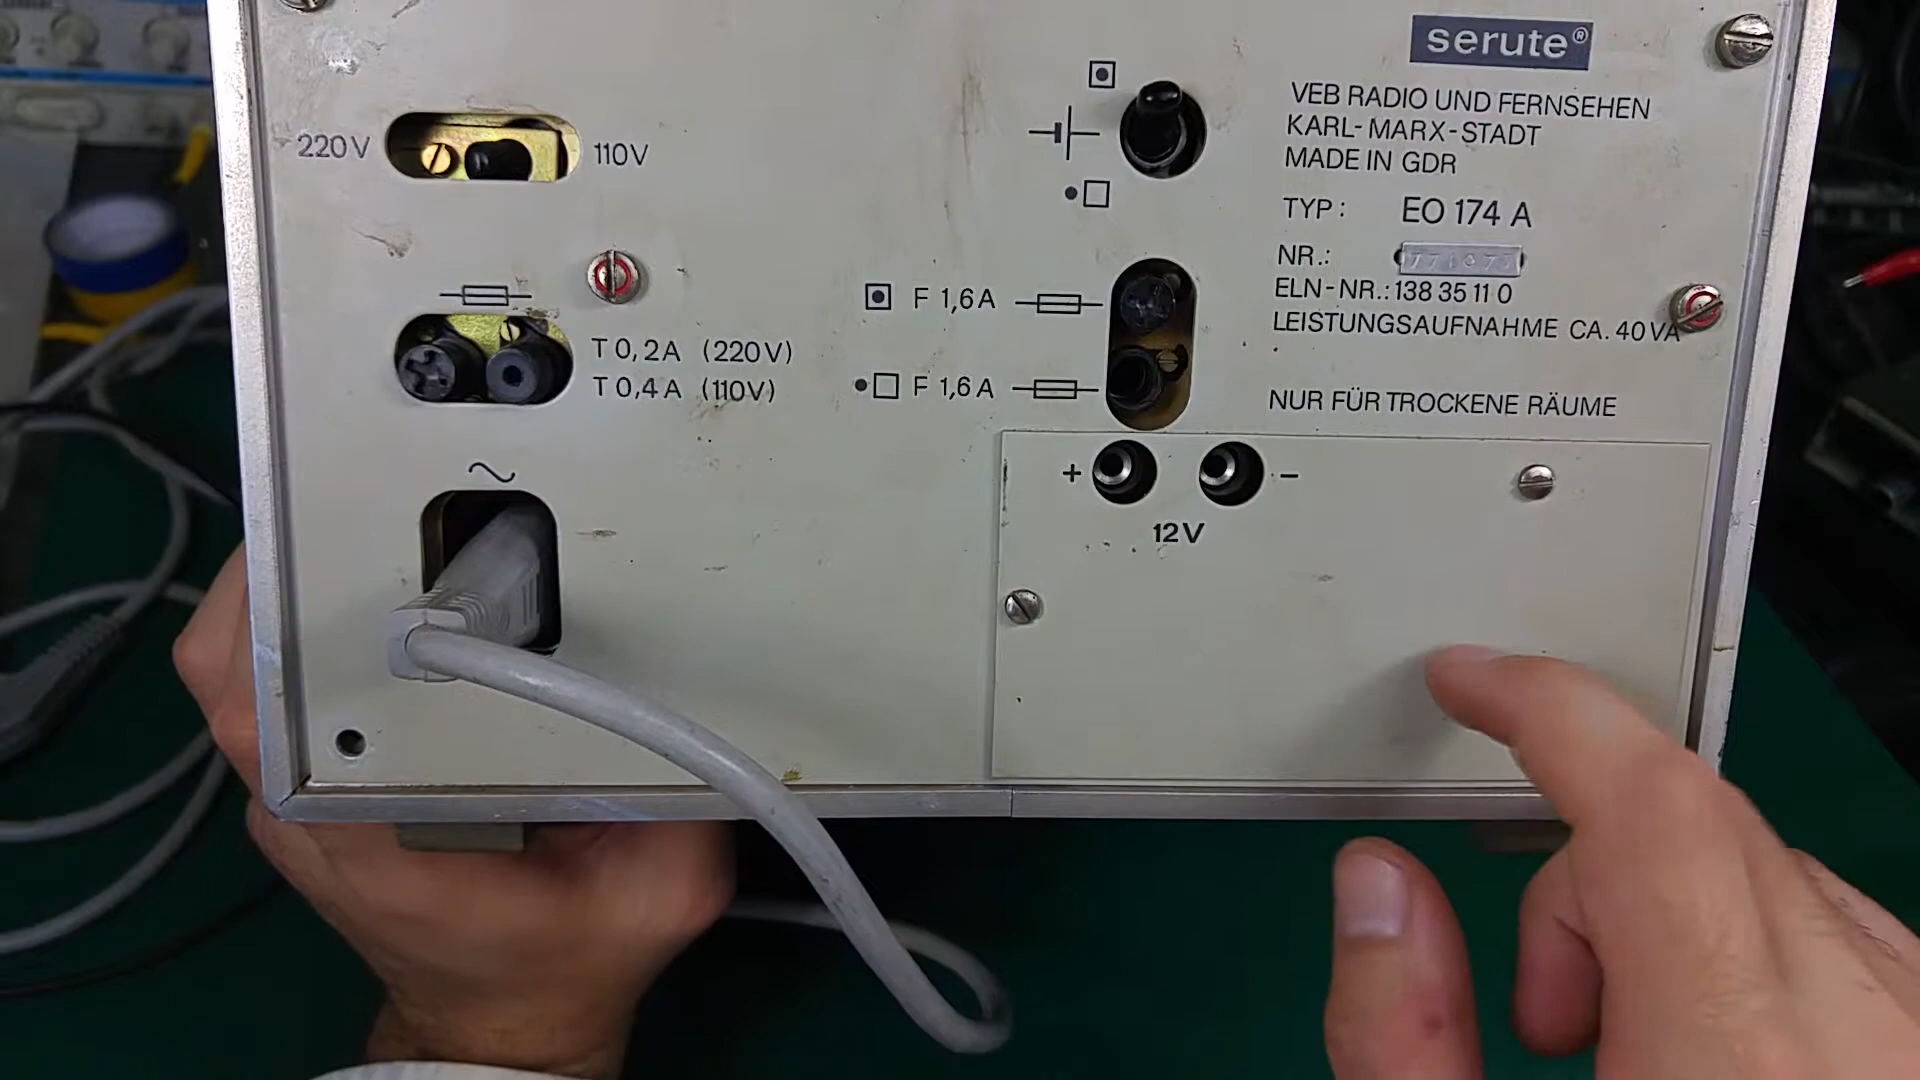 serute®
VEB RADIO UND FERNSEHEN
KARL-MARX-STADT
MADE IN GDR
TYP: EO 174 A
NR.:
ELN-NR.: 138 35 11 0
LEISTUNGSAUFNAHME CA. 40 VA
NUR FÜR TROCKENE RÄUME
220V
110V
T 0,2A (220V)
T 0,4A (110V)
F 1,6A
F 1,6A
+ -
12V